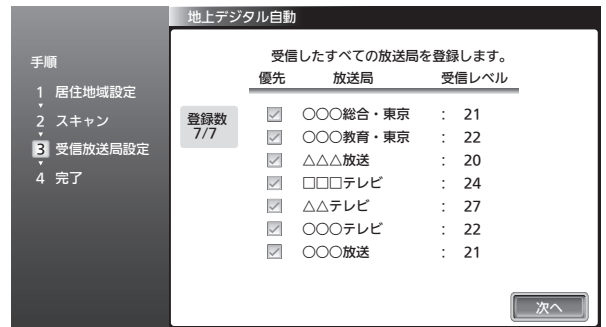 地上デジタル自動
手順
1 居住地域設定
2 スキャン
3 受信放送局設定
4 完了
受信したすべての放送局を登録します。
優先 放送局 受信レベル
登録数
7/7
○○○総合・東京 : 21
○○○教育・東京 : 22
△△△放送 : 20
□□□テレビ : 24
△△テレビ : 27
○○○テレビ : 22
○○○放送 : 21
次へ